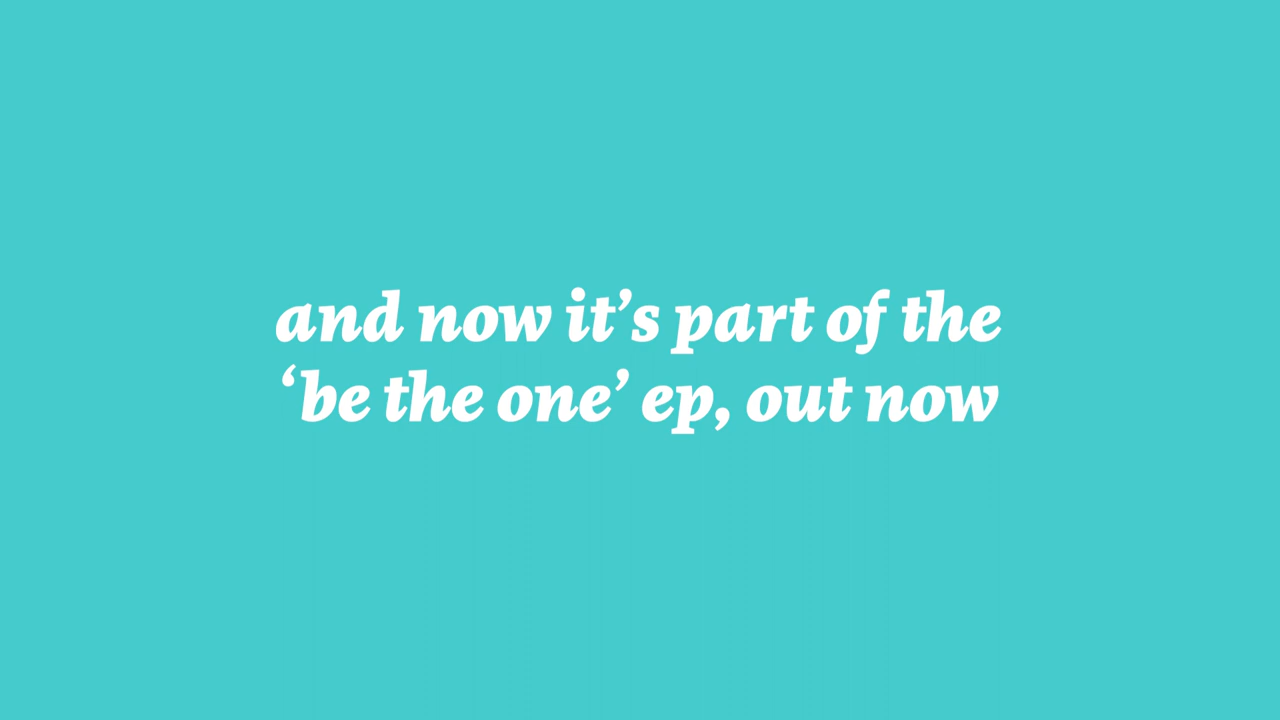 and now it’s part of the
‘be the one’ ep, out now